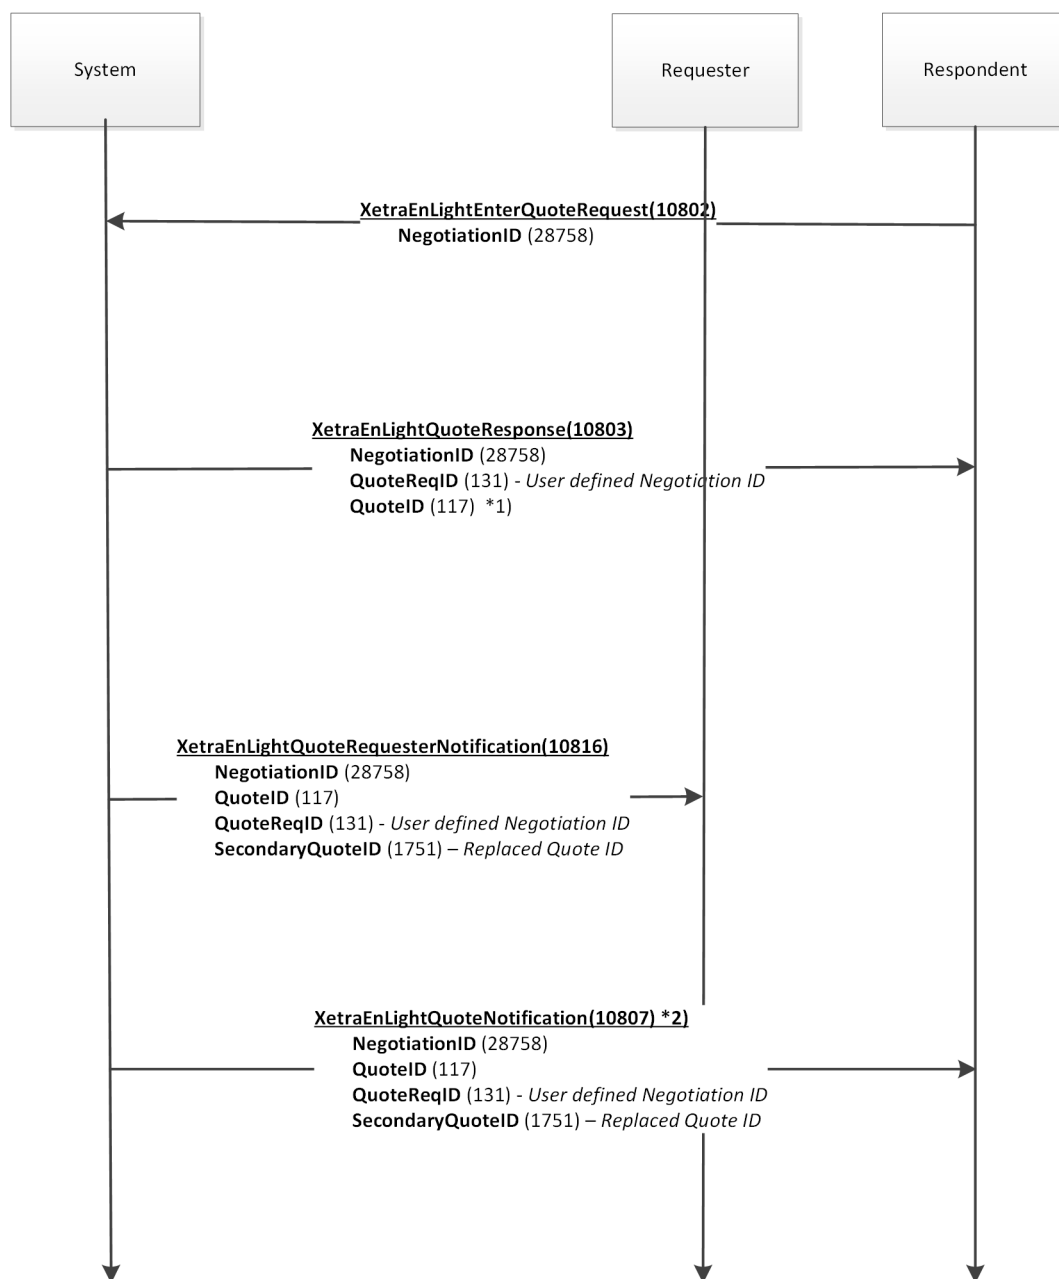 System
Requester
Respondent
XetraEnLightEnterQuoteRequest(10802)
NegotiationID (28758)
XetraEnLightQuoteResponse(10803)
NegotiationID (28758)
QuoteReqID (131) - User defined Negotiation ID
QuoteID (117) *1)
XetraEnLightQuoteRequesterNotification(10816)
NegotiationID (28758)
QuoteID (117)
QuoteReqID (131) - User defined Negotiation ID
SecondaryQuoteID (1751) – Replaced Quote ID
XetraEnLightQuoteNotification(10807) *2)
NegotiationID (28758)
QuoteID (117)
QuoteReqID (131) - User defined Negotiation ID
SecondaryQuoteID (1751) – Replaced Quote ID